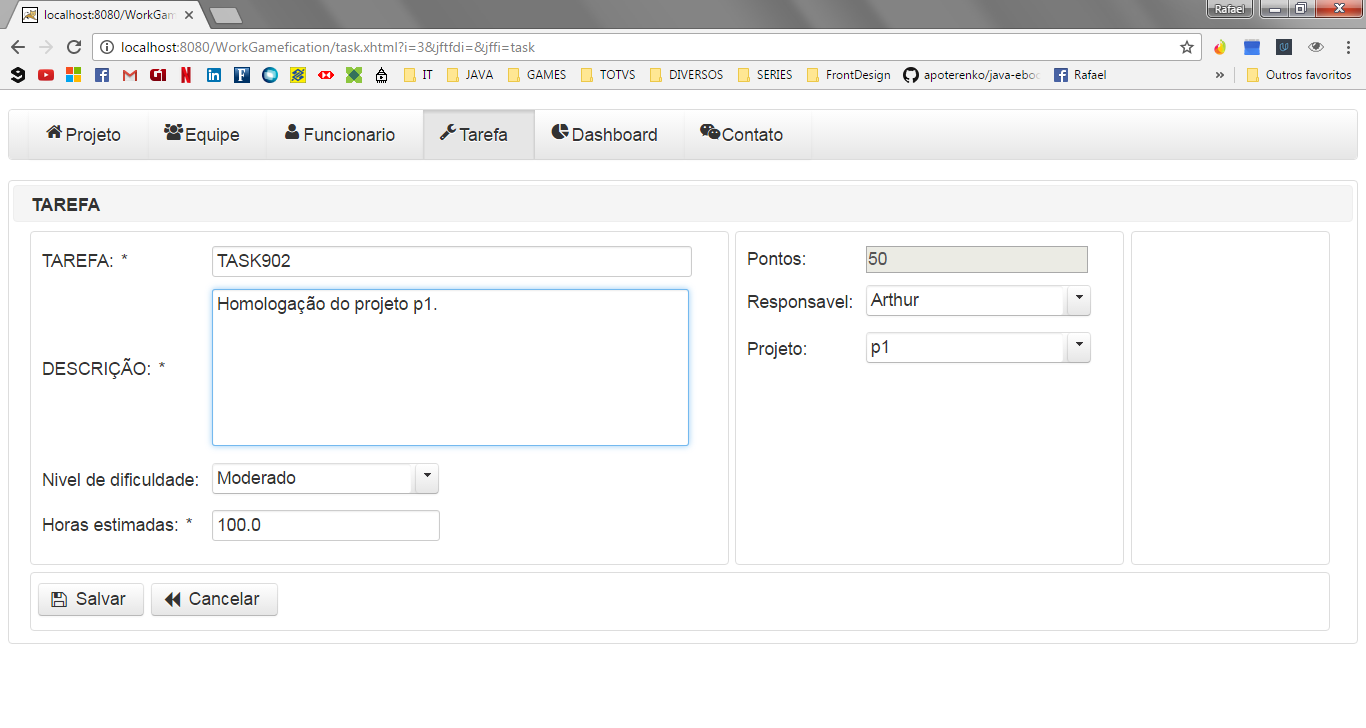 localhost:8080/WorkGam
Rafael
localhost:8080/WorkGamefication/task.xhtml?i=3&jftfdi=&jffi=task
IT
JAVA
GAMES
TOTVS
DIVERSOS
SERIES
FrontDesign
apoterenko/java-eboo
Rafael
»
Outros favoritos
Projeto
Equipe
Funcionario
Tarefa
Dashboard
Contato
TAREFA
TAREFA: *
TASK902
DESCRIÇÃO: *
Homologação do projeto p1.
Nivel de dificuldade:
Moderado
Horas estimadas: *
100.0
Pontos:
50
Responsavel:
Arthur
Projeto:
p1
Salvar
Cancelar